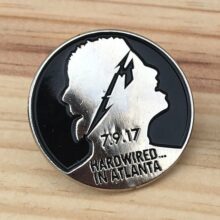 7.9.17
HARDWIRED...
IN ATLANTA